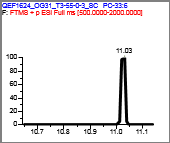 QEF1624_OG31_T3-55-0-3_SC PC-33:6
F: FTMS + p ESI Full ms [500.0000-2000.0000]
11.03
100
80
60
40
20
0
10.7 10.8 10.9 11.0 11.1